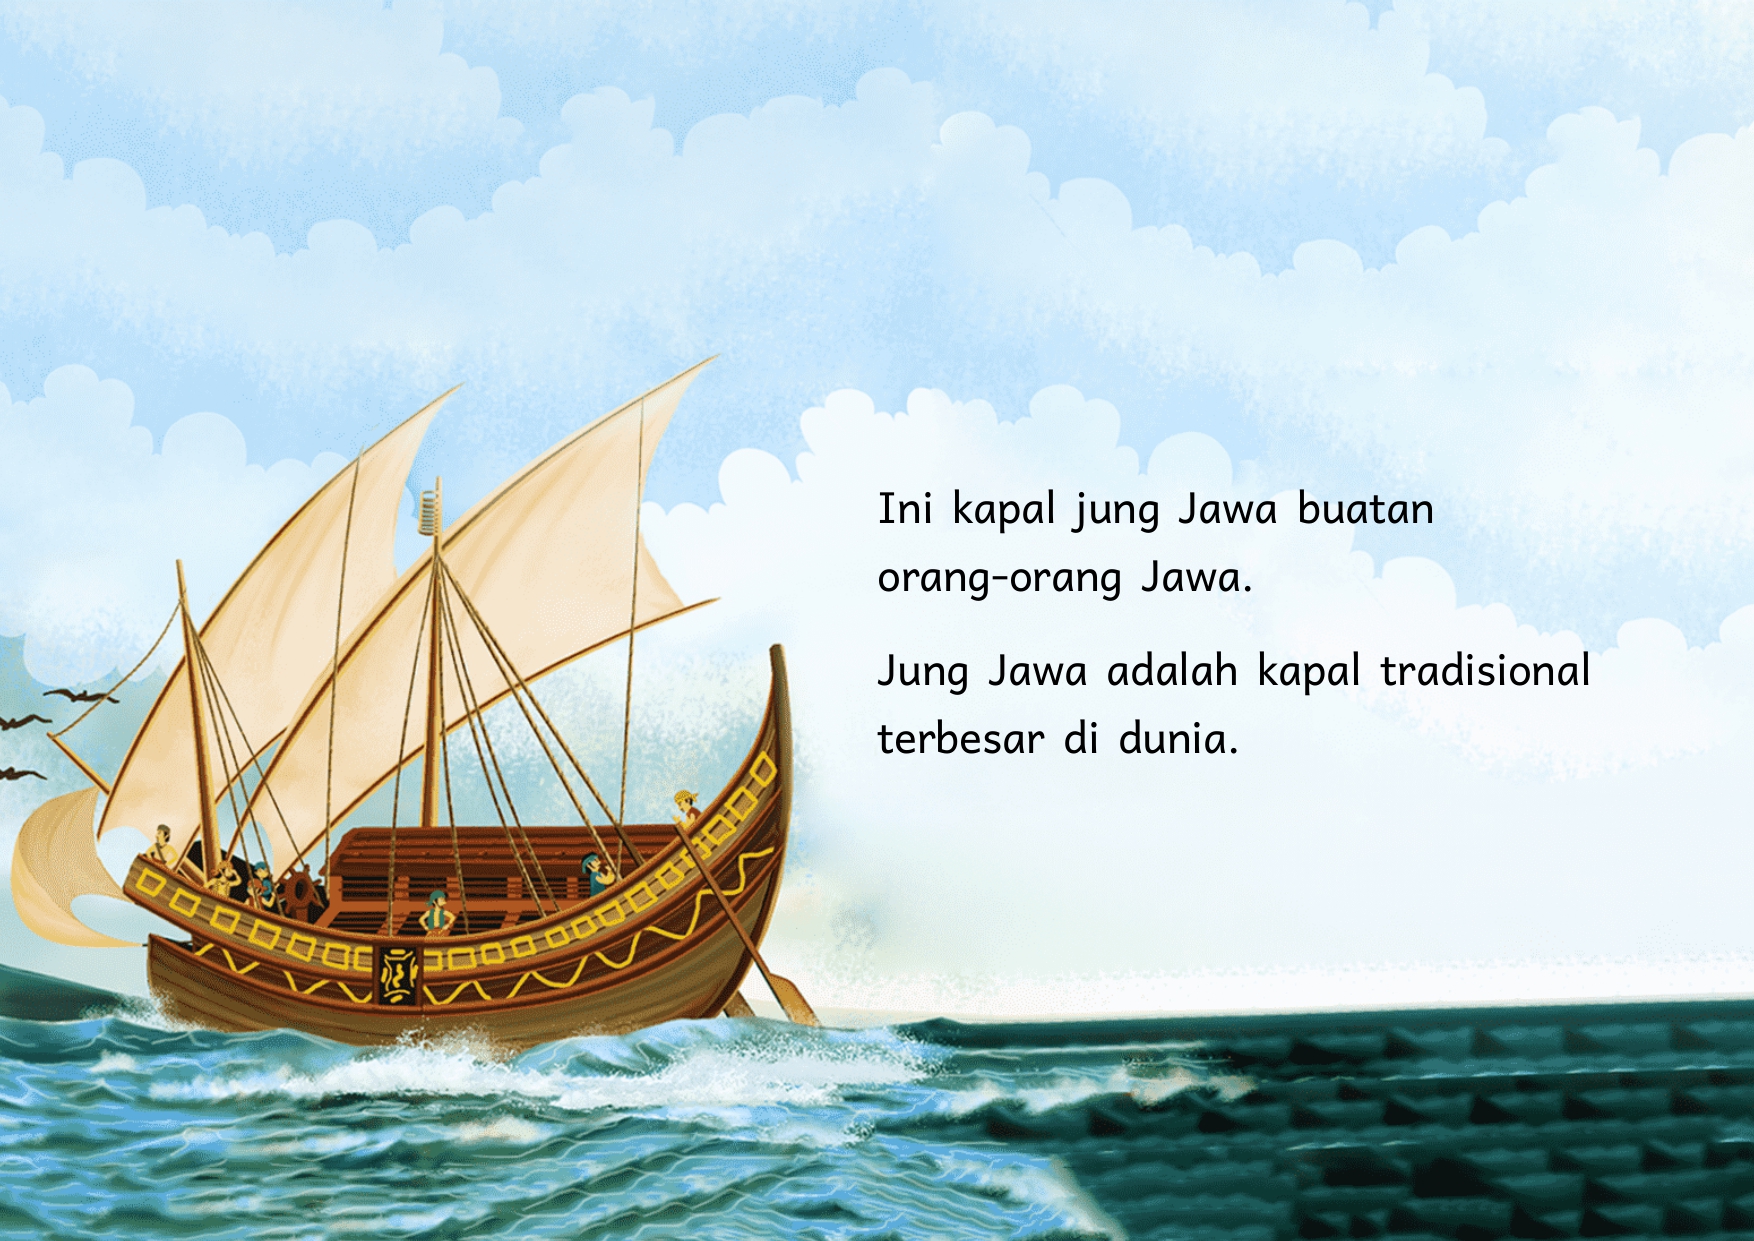 Ini kapal jung Jawa buatan
orang-orang Jawa.
Jung Jawa adalah kapal tradisional
terbesar di dunia.